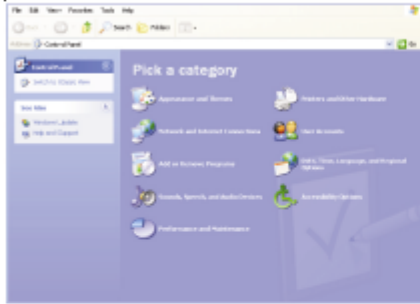 File Edit View Favorites Tools Help
Search Folders
Control Panel
Go
Control Panel
Switch to Classic View
See Also
Windows Update
Help and Support
Pick a category
Appearance and Themes
Printers and Other Hardware
Network and Internet Connections
User Accounts
Add or Remove Programs
Date, Time, Language, and Regional
Options
Sounds, Speech, and Audio Devices
Accessibility Options
Performance and Maintenance